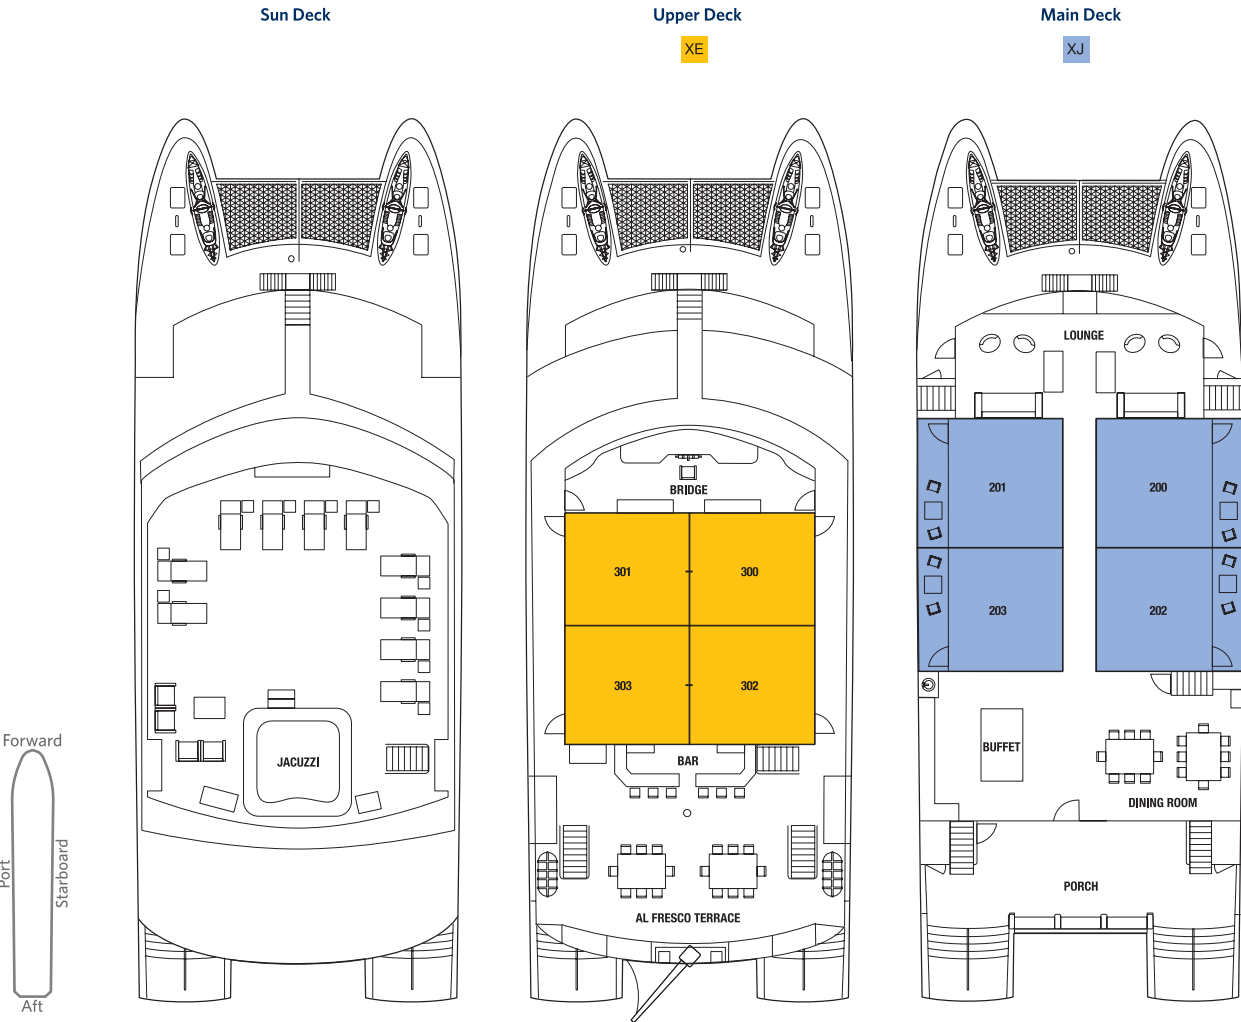 Sun Deck
Upper Deck
Main Deck
XE
XJ
LOUNGE
BRIDGE
201
200
301
300
203
202
303
302
Forward
Port
Starboard
Aft
JACUZZI
BAR
BUFFET
DINING ROOM
PORCH
AL FRESCO TERRACE